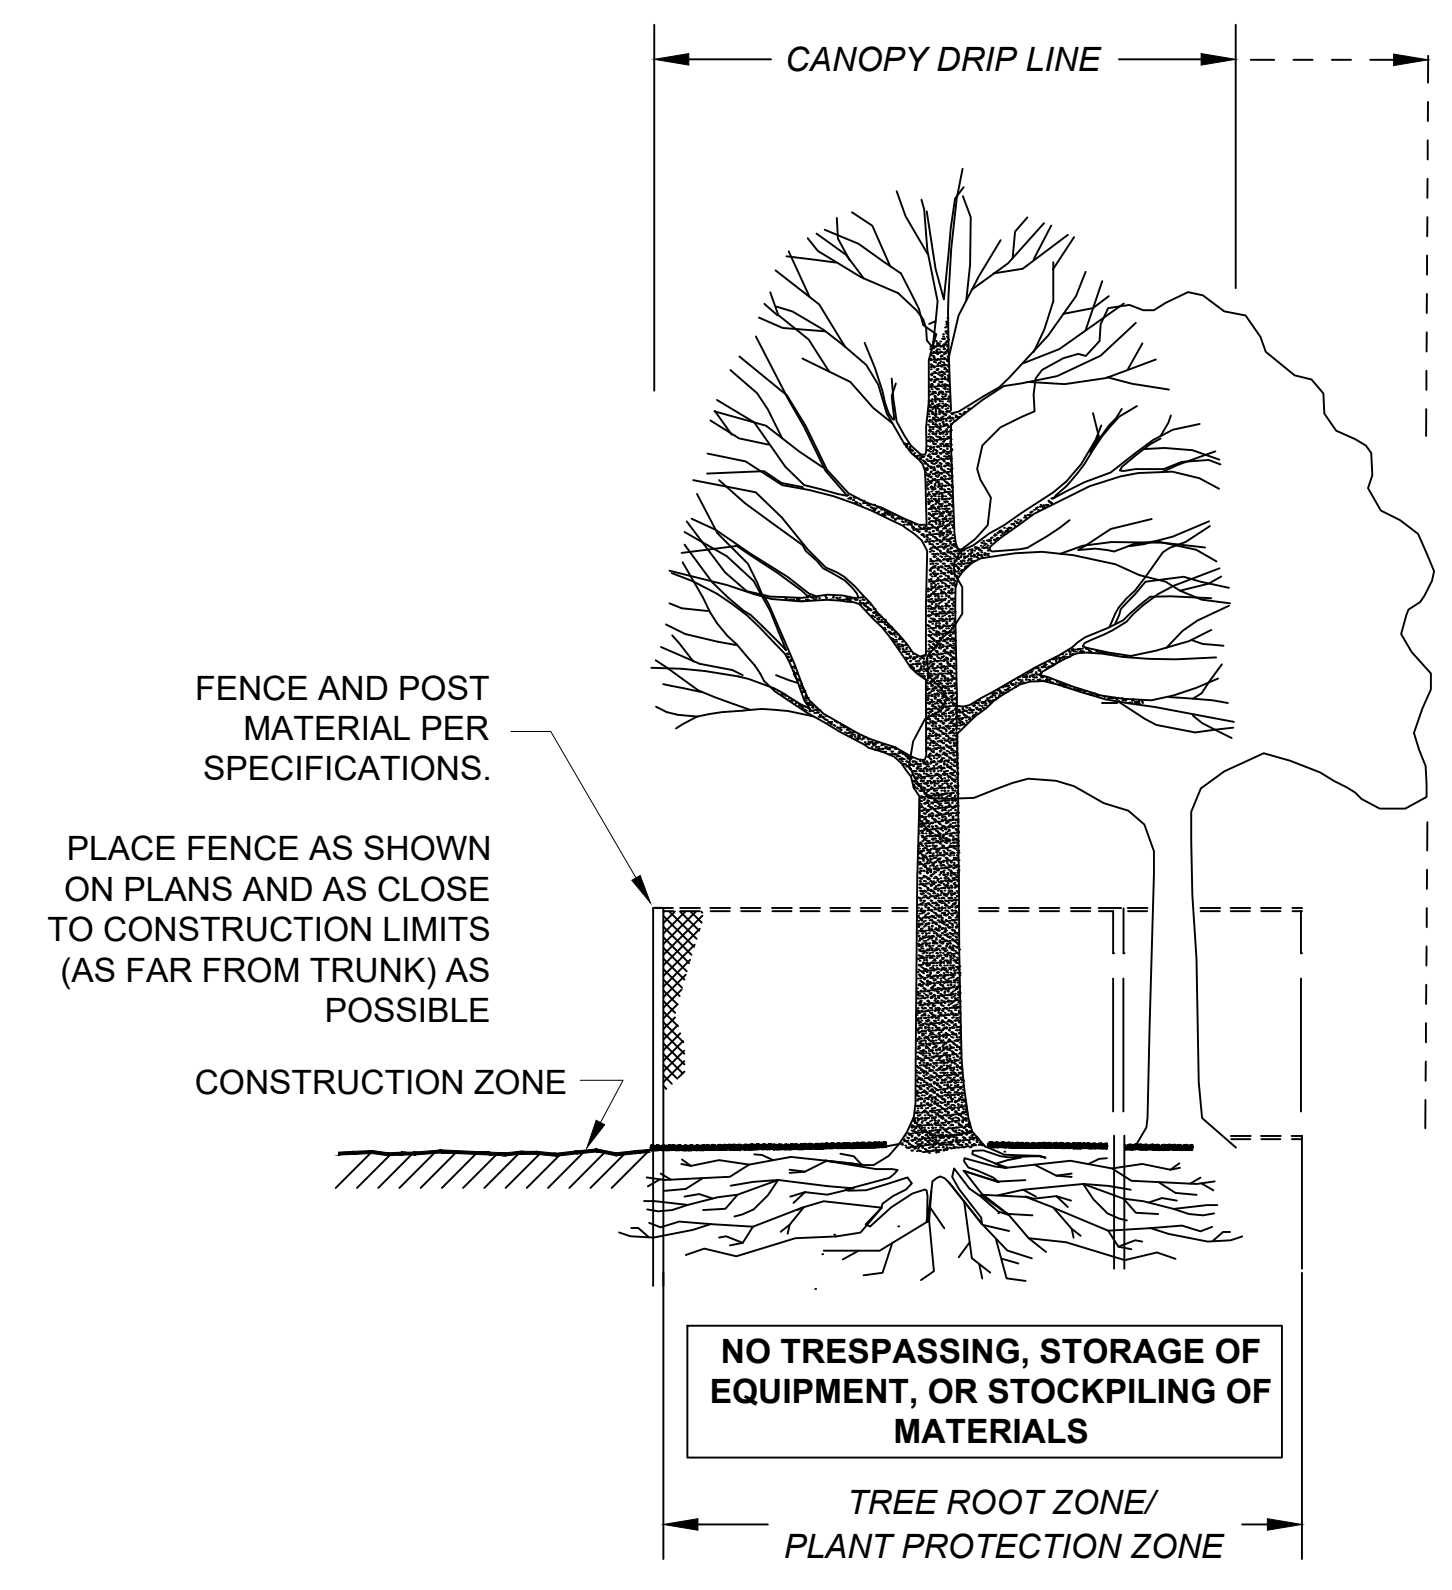 CANOPY DRIP LINE
FENCE AND POST
MATERIAL PER
SPECIFICATIONS.
PLACE FENCE AS SHOWN
ON PLANS AND AS CLOSE
TO CONSTRUCTION LIMITS
(AS FAR FROM TRUNK) AS
POSSIBLE
CONSTRUCTION ZONE
NO TRESPASSING, STORAGE OF
EQUIPMENT, OR STOCKPILING OF
MATERIALS
TREE ROOT ZONE/
PLANT PROTECTION ZONE